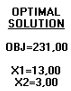 OPTIMAL
SOLUTION
OBJ=231,00
X1=13,00
X2=3,00